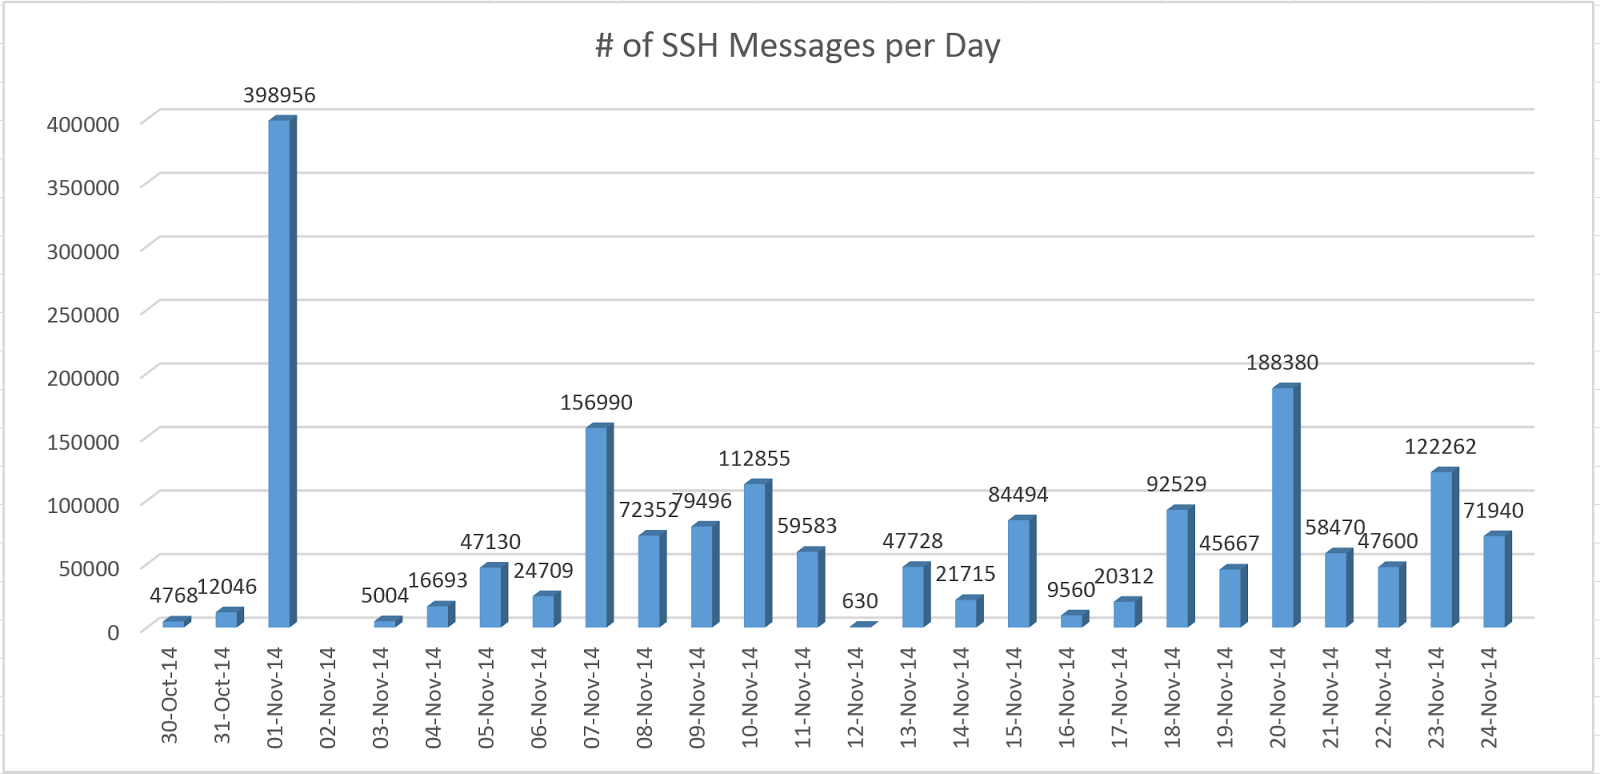 # of SSH Messages per Day
400000
350000
300000
250000
200000
150000
100000
50000
0
4768
12046
398956
5004
16693
47130
24709
156990
72352
79496
112855
59583
630
47728
21715
84494
9560
20312
92529
45667
188380
58470
47600
122262
71940
30-Oct-14
31-Oct-14
01-Nov-14
02-Nov-14
03-Nov-14
04-Nov-14
05-Nov-14
06-Nov-14
07-Nov-14
08-Nov-14
09-Nov-14
10-Nov-14
11-Nov-14
12-Nov-14
13-Nov-14
14-Nov-14
15-Nov-14
16-Nov-14
17-Nov-14
18-Nov-14
19-Nov-14
20-Nov-14
21-Nov-14
22-Nov-14
23-Nov-14
24-Nov-14